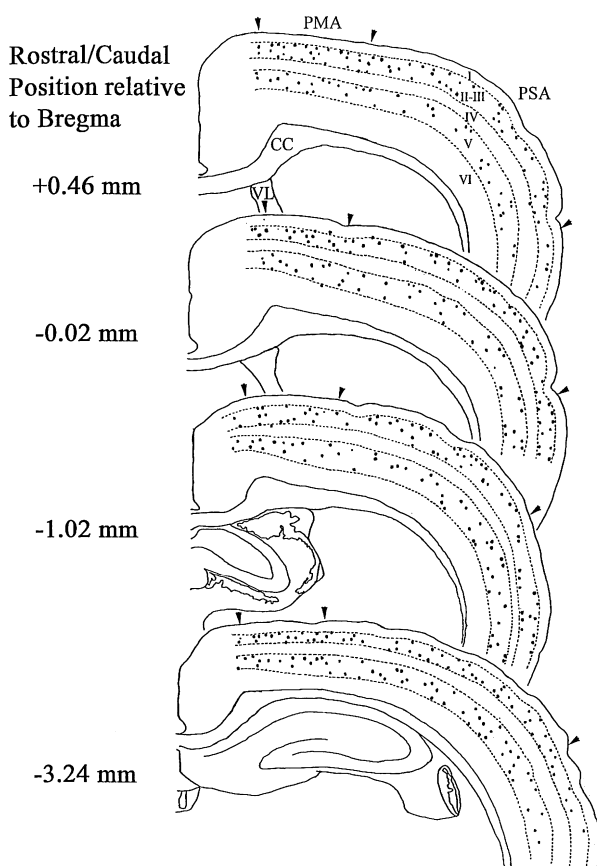 PMA
Rostral/Caudal
Position relative
to Bregma
I
II-III
PSA
IV
CC
V
VI
+0.46 mm
VL
-0.02 mm
-1.02 mm
-3.24 mm